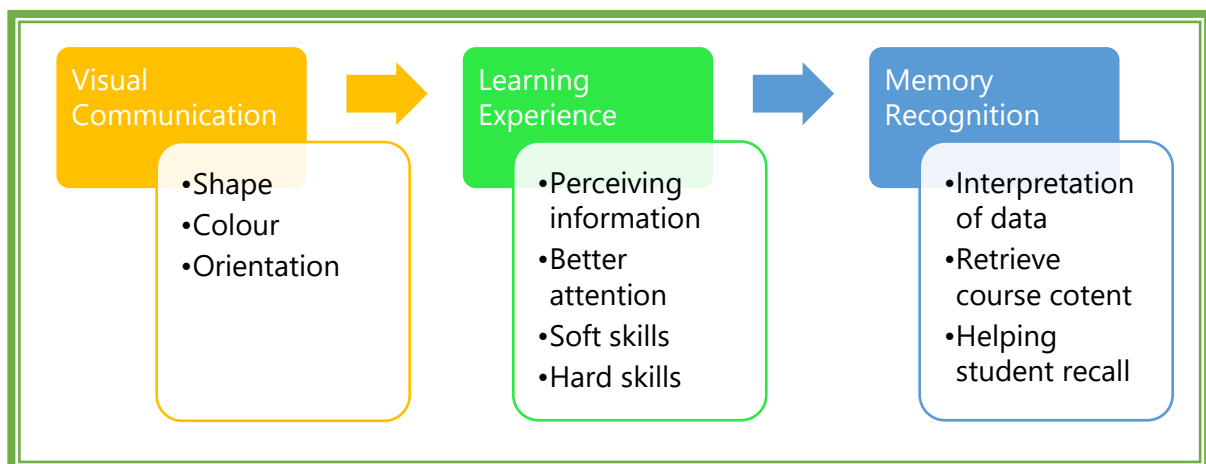 Visual
Communication
•Shape
•Colour
•Orientation
Learning
Experience
•Perceiving
information
•Better
attention
•Soft skills
•Hard skills
Memory
Recognition
•Interpretation
of data
•Retrieve
course cotent
•Helping
student recall